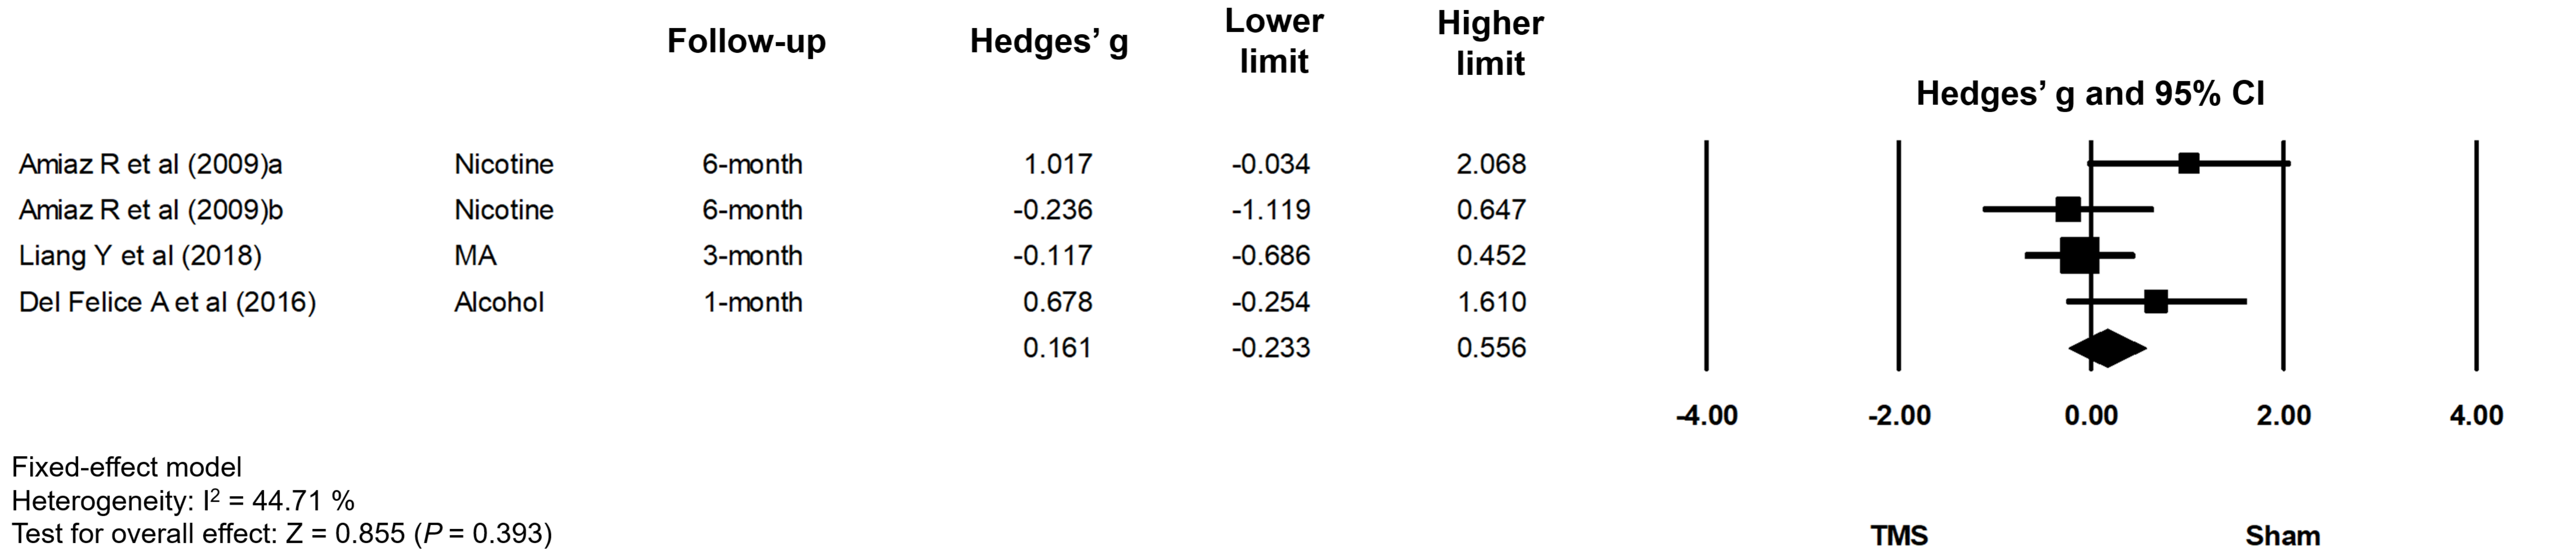 Follow-up Hedges’ g Lower limit Higher limit
Hedges’ g and 95% CI
Amiaz R et al (2009)a Nicotine 6-month 1.017 -0.034 2.068
Amiaz R et al (2009)b Nicotine 6-month -0.236 -1.119 0.647
Liang Y et al (2018) MA 3-month -0.117 -0.686 0.452
Del Felice A et al (2016) Alcohol 1-month 0.678 -0.254 1.610
0.161 -0.233 0.556
-4.00 -2.00 0.00 2.00 4.00
Fixed-effect model
Heterogeneity: I² = 44.71 %
Test for overall effect: Z = 0.855 (P = 0.393)
TMS Sham